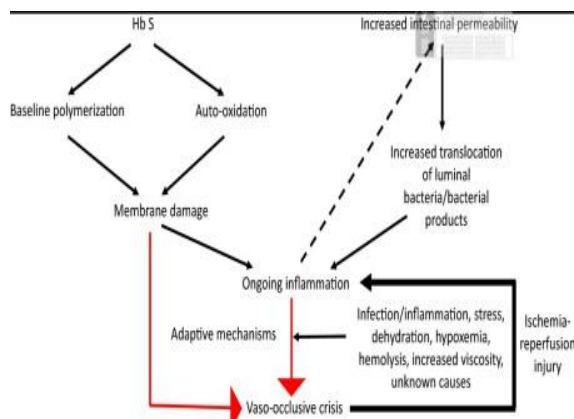 Hb S
Increased intestinal permeability
Baseline polymerization
Auto-oxidation
Increased translocation
of luminal
bacteria/bacterial
products
Membrane damage
Ongoing inflammation
Adaptive mechanisms
Infection/inflammation, stress,
dehydration, hypoxemia,
hemolysis, increased viscosity,
unknown causes
Ischemia-
reperfusion
injury
Vaso-occlusive crisis